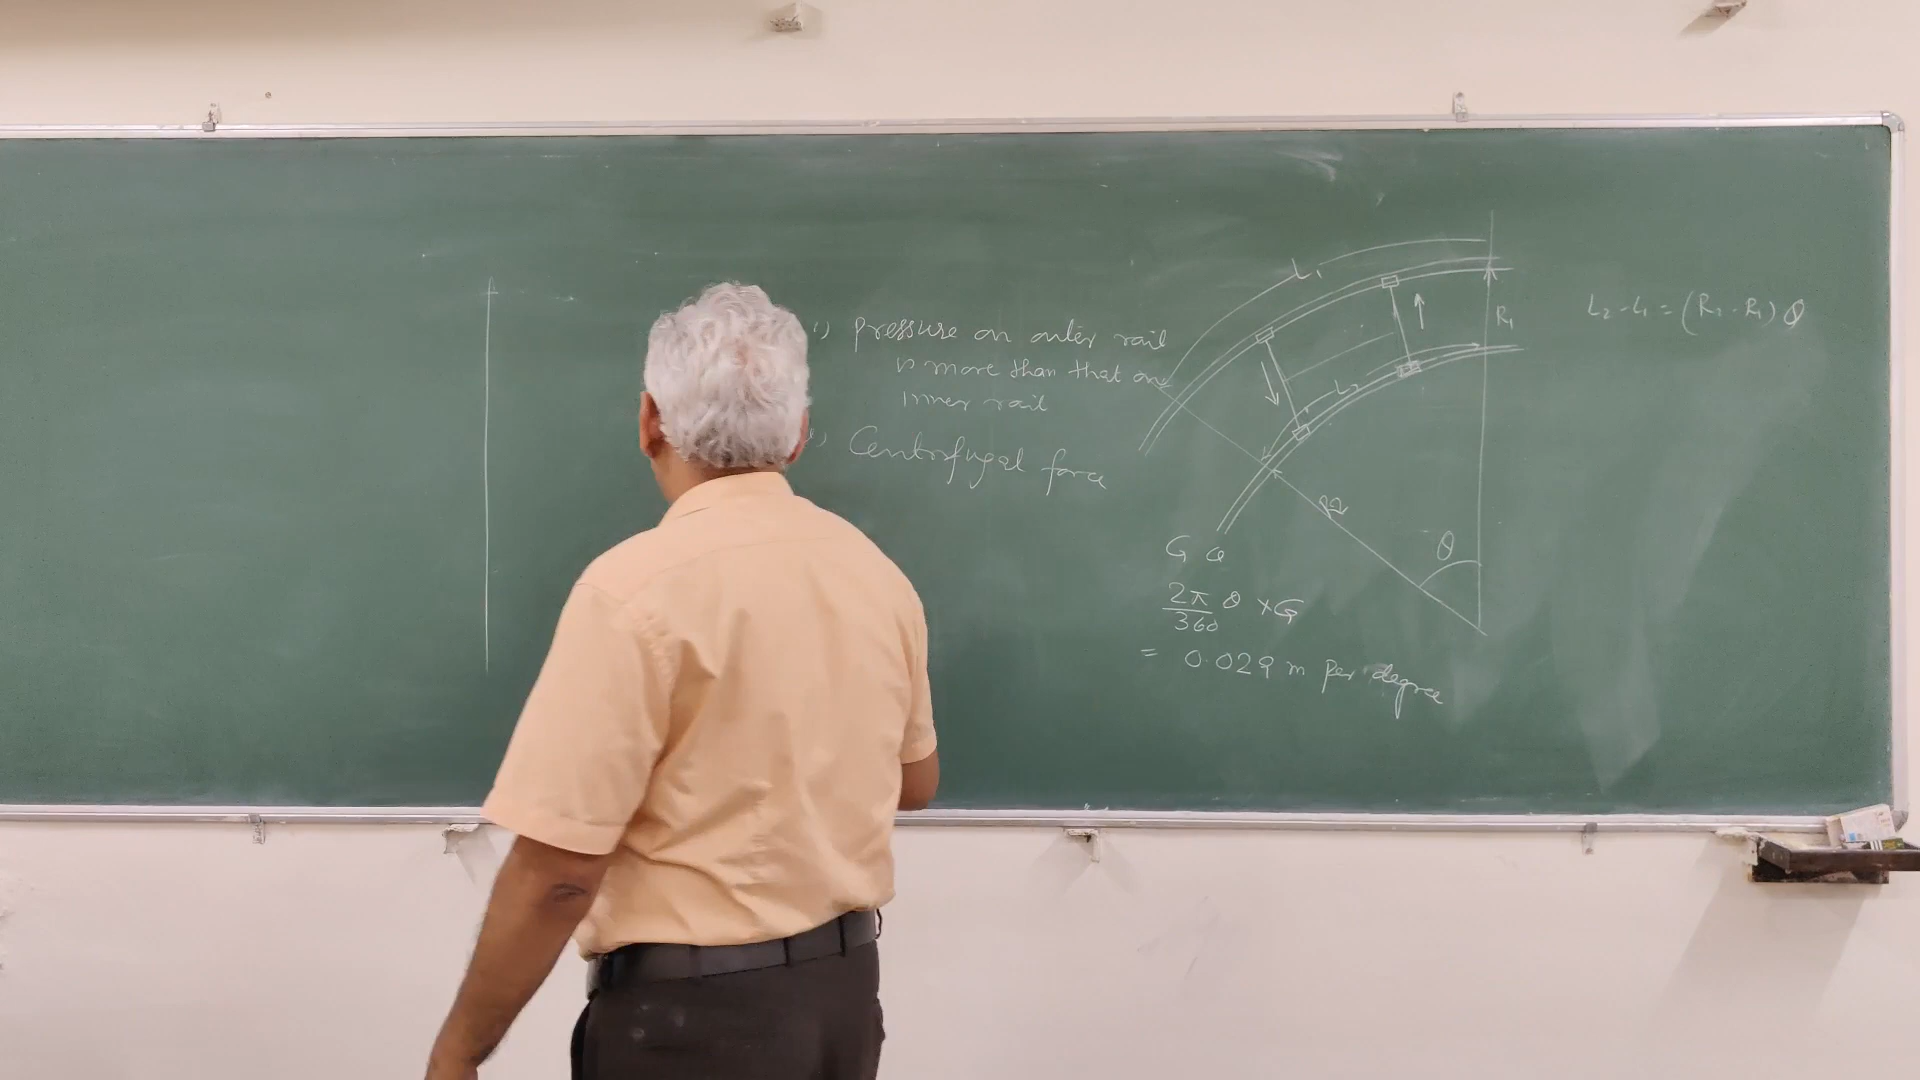 1) Pressure on outer rail
is more than that on
inner rail
) Centrifugal force
L₁
R₁
L₂
R2
θ
G θ
2π/360 θ × G
= 0.029 m per degree
L₂ - L₁ = (R₂ - R₁) θ